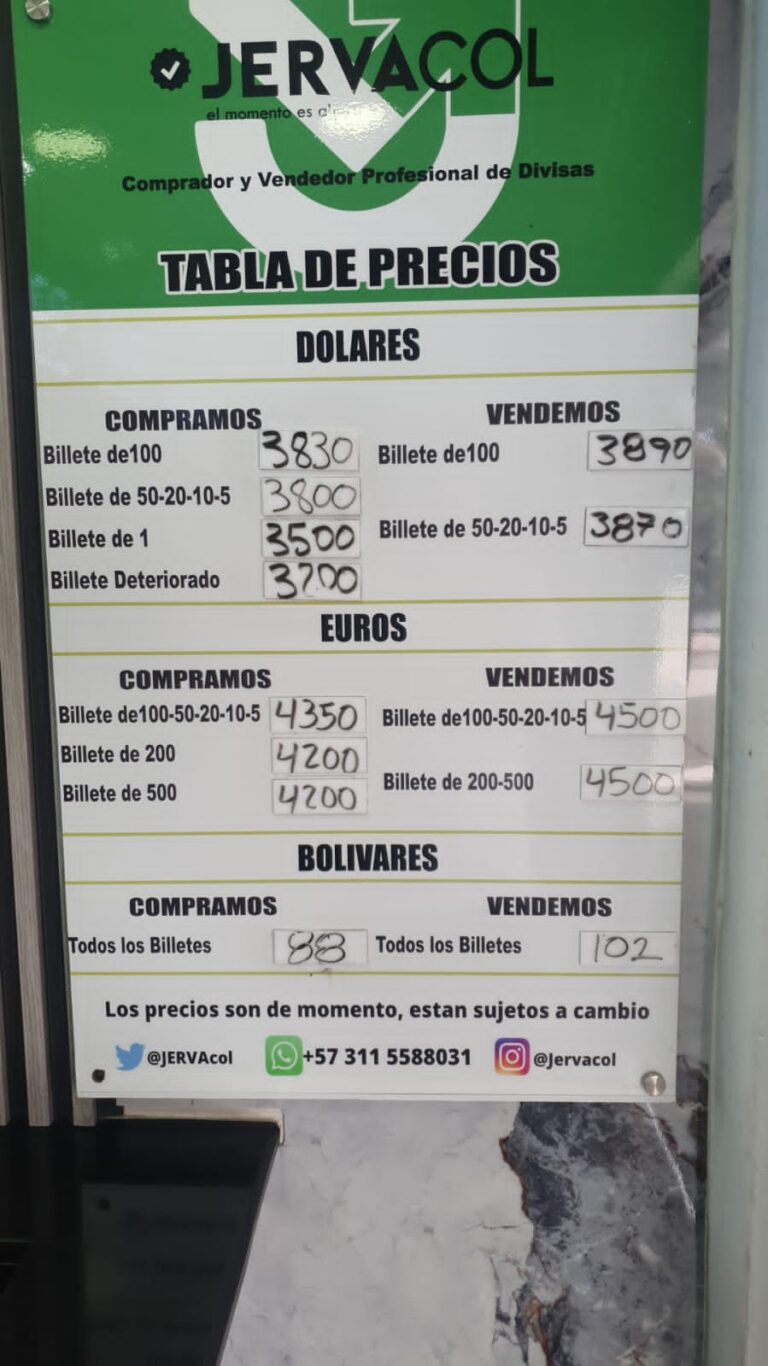 JERVACOL
el momento es
Comprador y Vendedor Profesional de Divisas
TABLA DE PRECIOS
DOLARES
COMPRAMOS VENDEMOS
Billete de100 3830 Billete de100 3890
Billete de 50-20-10-5 3800
Billete de 50-20-10-5 3870
Billete de 1 3500
Billete Deteriorado 3700
EUROS
COMPRAMOS VENDEMOS
Billete de100-50-20-10-5 4350 Billete de100-50-20-10-5 4500
Billete de 200 4200
Billete de 200-500 4500
Billete de 500 4200
BOLIVARES
COMPRAMOS VENDEMOS
Todos los Billetes 88 Todos los Billetes 102
Los precios son de momento, estan sujetos a cambio
@JERVAcol +57 311 5588031 @Jervacol